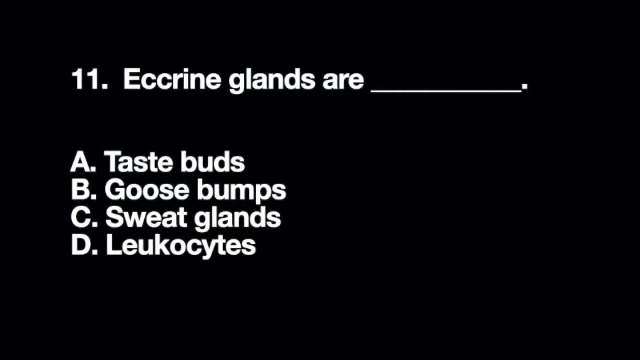 11. Eccrine glands are ___________.
A. Taste buds
B. Goose bumps
C. Sweat glands
D. Leukocytes